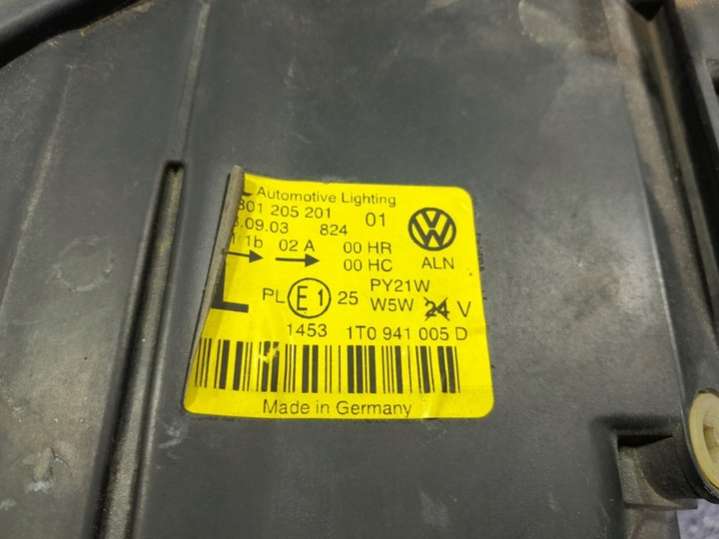 Automotive Lighting
301 205 201 01
.09.03 824
11b 02 A 00 HR
00 HC
ALN
L PL E1 25 PY21W
W5W 24 V
1453 1T0 941 005 D
Made in Germany